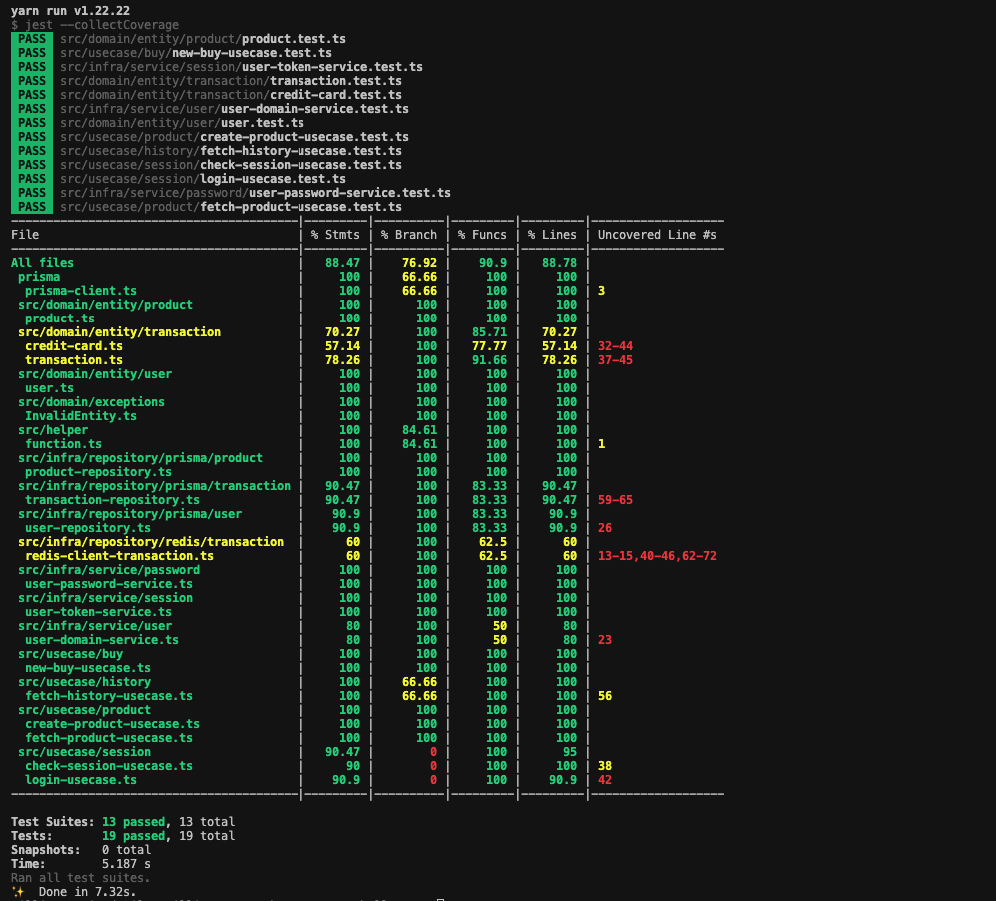 yarn run v1.22.22
$ jest --collectCoverage
PASS src/domain/entity/product/product.test.ts
PASS src/usecase/buy/new-buy-usecase.test.ts
PASS src/infra/service/session/user-token-service.test.ts
PASS src/domain/entity/transaction/transaction.test.ts
PASS src/domain/entity/transaction/credit-card.test.ts
PASS src/infra/service/user/user-domain-service.test.ts
PASS src/domain/entity/user/user.test.ts
PASS src/usecase/product/create-product-usecase.test.ts
PASS src/usecase/history/fetch-history-usecase.test.ts
PASS src/usecase/session/check-session-usecase.test.ts
PASS src/usecase/session/login-usecase.test.ts
PASS src/infra/service/password/user-password-service.test.ts
PASS src/usecase/product/fetch-product-usecase.test.ts
File | % Stmts | % Branch | % Funcs | % Lines | Uncovered Line #s
All files | 88.47 | 76.92 | 90.9 | 88.78 |
prisma | 100 | 66.66 | 100 | 100 |
prisma-client.ts | 100 | 66.66 | 100 | 100 | 3
src/domain/entity/product | 100 | 100 | 100 | 100 |
product.ts | 100 | 100 | 100 | 100 |
src/domain/entity/transaction | 70.27 | 100 | 85.71 | 70.27 |
credit-card.ts | 57.14 | 100 | 77.77 | 57.14 | 32-44
transaction.ts | 78.26 | 100 | 91.66 | 78.26 | 37-45
src/domain/entity/user | 100 | 100 | 100 | 100 |
user.ts | 100 | 100 | 100 | 100 |
src/domain/exceptions | 100 | 100 | 100 | 100 |
InvalidEntity.ts | 100 | 100 | 100 | 100 |
src/helper | 100 | 84.61 | 100 | 100 |
function.ts | 100 | 84.61 | 100 | 100 | 1
src/infra/repository/prisma/product | 100 | 100 | 100 | 100 |
product-repository.ts | 100 | 100 | 100 | 100 |
src/infra/repository/prisma/transaction | 90.47 | 100 | 83.33 | 90.47 |
transaction-repository.ts | 90.47 | 100 | 83.33 | 90.47 | 59-65
src/infra/repository/prisma/user | 90.9 | 100 | 83.33 | 90.9 |
user-repository.ts | 90.9 | 100 | 83.33 | 90.9 | 26
src/infra/repository/redis/transaction | 60 | 100 | 62.5 | 60 |
redis-client-transaction.ts | 60 | 100 | 62.5 | 60 | 13-15,40-46,62-72
src/infra/service/password | 100 | 100 | 100 | 100 |
user-password-service.ts | 100 | 100 | 100 | 100 |
src/infra/service/session | 100 | 100 | 100 | 100 |
user-token-service.ts | 100 | 100 | 100 | 100 |
src/infra/service/user | 80 | 100 | 50 | 80 |
user-domain-service.ts | 80 | 100 | 50 | 80 | 23
src/usecase/buy | 100 | 100 | 100 | 100 |
new-buy-usecase.ts | 100 | 100 | 100 | 100 |
src/usecase/history | 100 | 66.66 | 100 | 100 |
fetch-history-usecase.ts | 100 | 66.66 | 100 | 100 | 56
src/usecase/product | 100 | 100 | 100 | 100 |
create-product-usecase.ts | 100 | 100 | 100 | 100 |
fetch-product-usecase.ts | 100 | 100 | 100 | 100 |
src/usecase/session | 90.47 | 0 | 100 | 95 |
check-session-usecase.ts | 90 | 0 | 100 | 100 | 38
login-usecase.ts | 90.9 | 0 | 100 | 90.9 | 42
Test Suites: 13 passed, 13 total
Tests: 19 passed, 19 total
Snapshots: 0 total
Time: 5.187 s
Ran all test suites.
✨ Done in 7.32s.